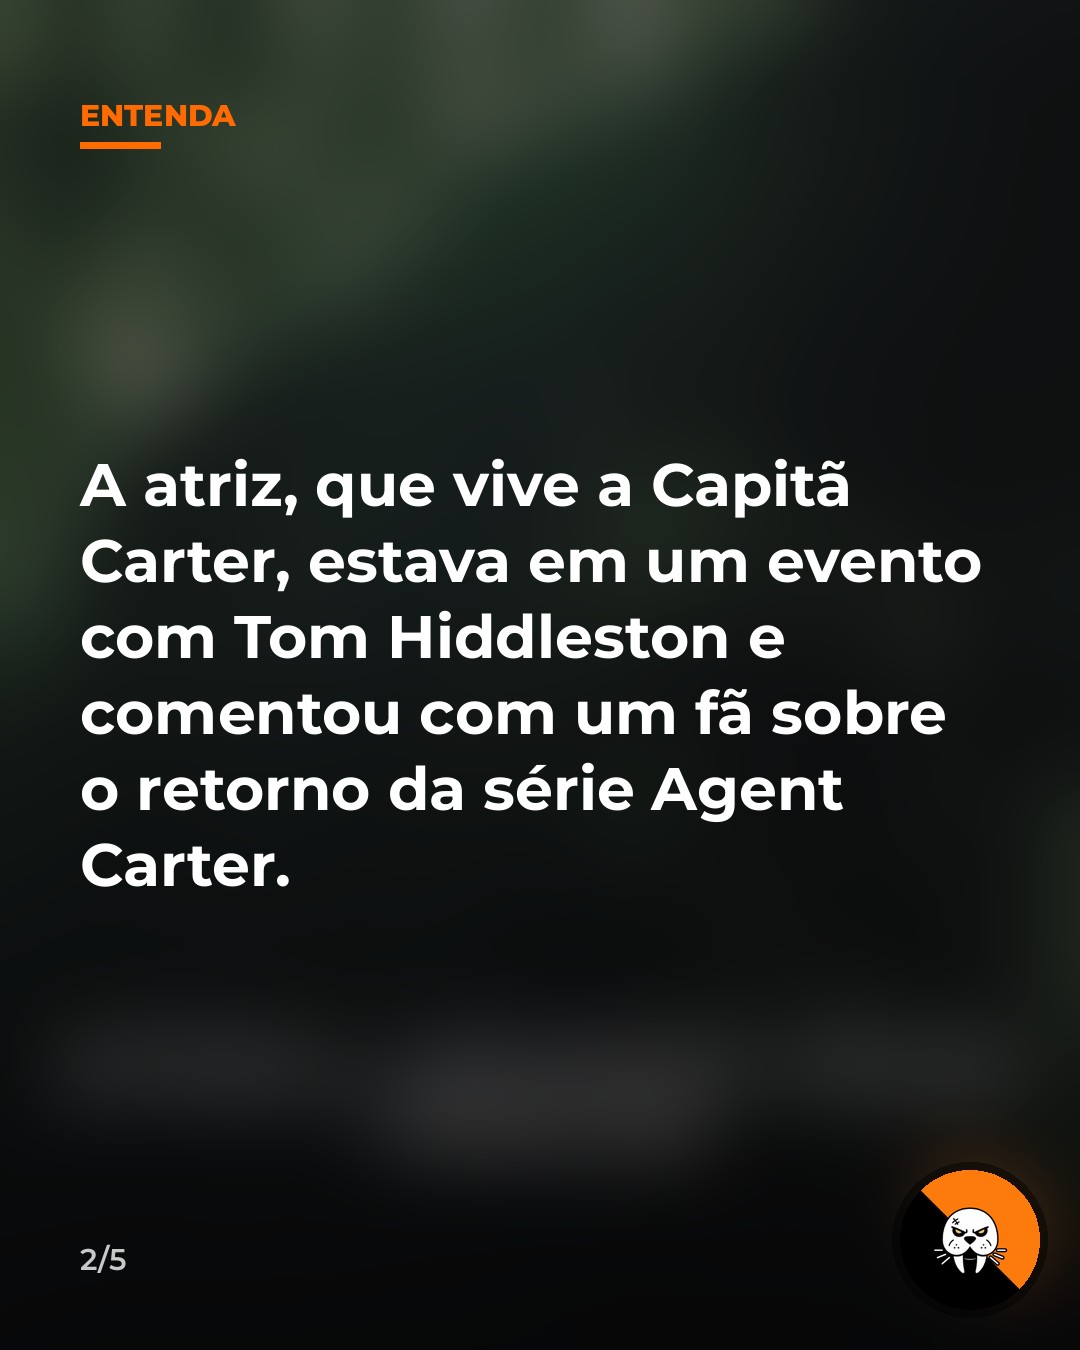 ENTENDA
A atriz, que vive a Capitã
Carter, estava em um evento
com Tom Hiddleston e
comentou com um fã sobre
o retorno da série Agent
Carter.
2/5